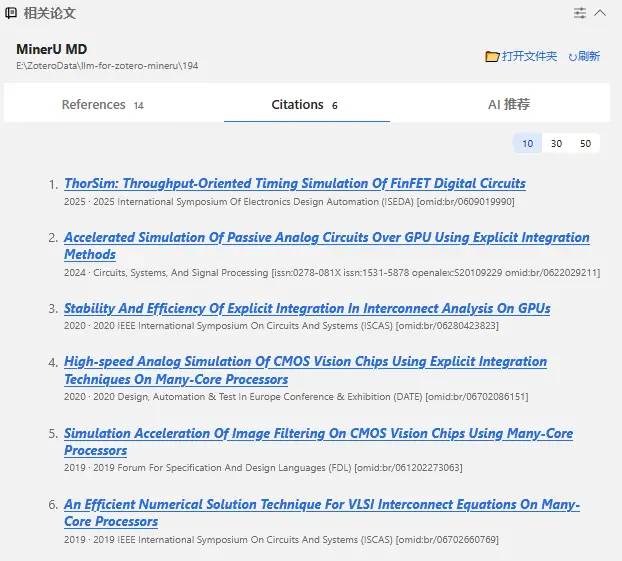 相关论文
MinerU MD
E:\ZoteroData\llm-for-zotero-mineru\194
打开文件夹 ↻刷新
References 14 Citations 6 AI 推荐
10 30 50
1. ThorSim: Throughput-Oriented Timing Simulation Of FinFET Digital Circuits
2025 · 2025 International Symposium Of Electronics Design Automation (ISEDA) [omid:br/0609019990]
2. Accelerated Simulation Of Passive Analog Circuits Over GPU Using Explicit Integration
Methods
2024 · Circuits, Systems, And Signal Processing [issn:0278-081X issn:1531-5878 openalex:S20109229 omid:br/0622029211]
3. Stability And Efficiency Of Explicit Integration In Interconnect Analysis On GPUs
2020 · 2020 IEEE International Symposium On Circuits And Systems (ISCAS) [omid:br/06280423823]
4. High-speed Analog Simulation Of CMOS Vision Chips Using Explicit Integration
Techniques On Many-Core Processors
2020 · 2020 Design, Automation & Test in Europe Conference & Exhibition (DATE) [omid:br/06702086151]
5. Simulation Acceleration Of Image Filtering On CMOS Vision Chips Using Many-Core
Processors
2019 · 2019 Forum For Specification And Design Languages (FDL) [omid:br/061202273063]
6. An Efficient Numerical Solution Technique For VLSI Interconnect Equations On Many-
Core Processors
2019 · 2019 IEEE International Symposium On Circuits And Systems (ISCAS) [omid:br/06702660769]